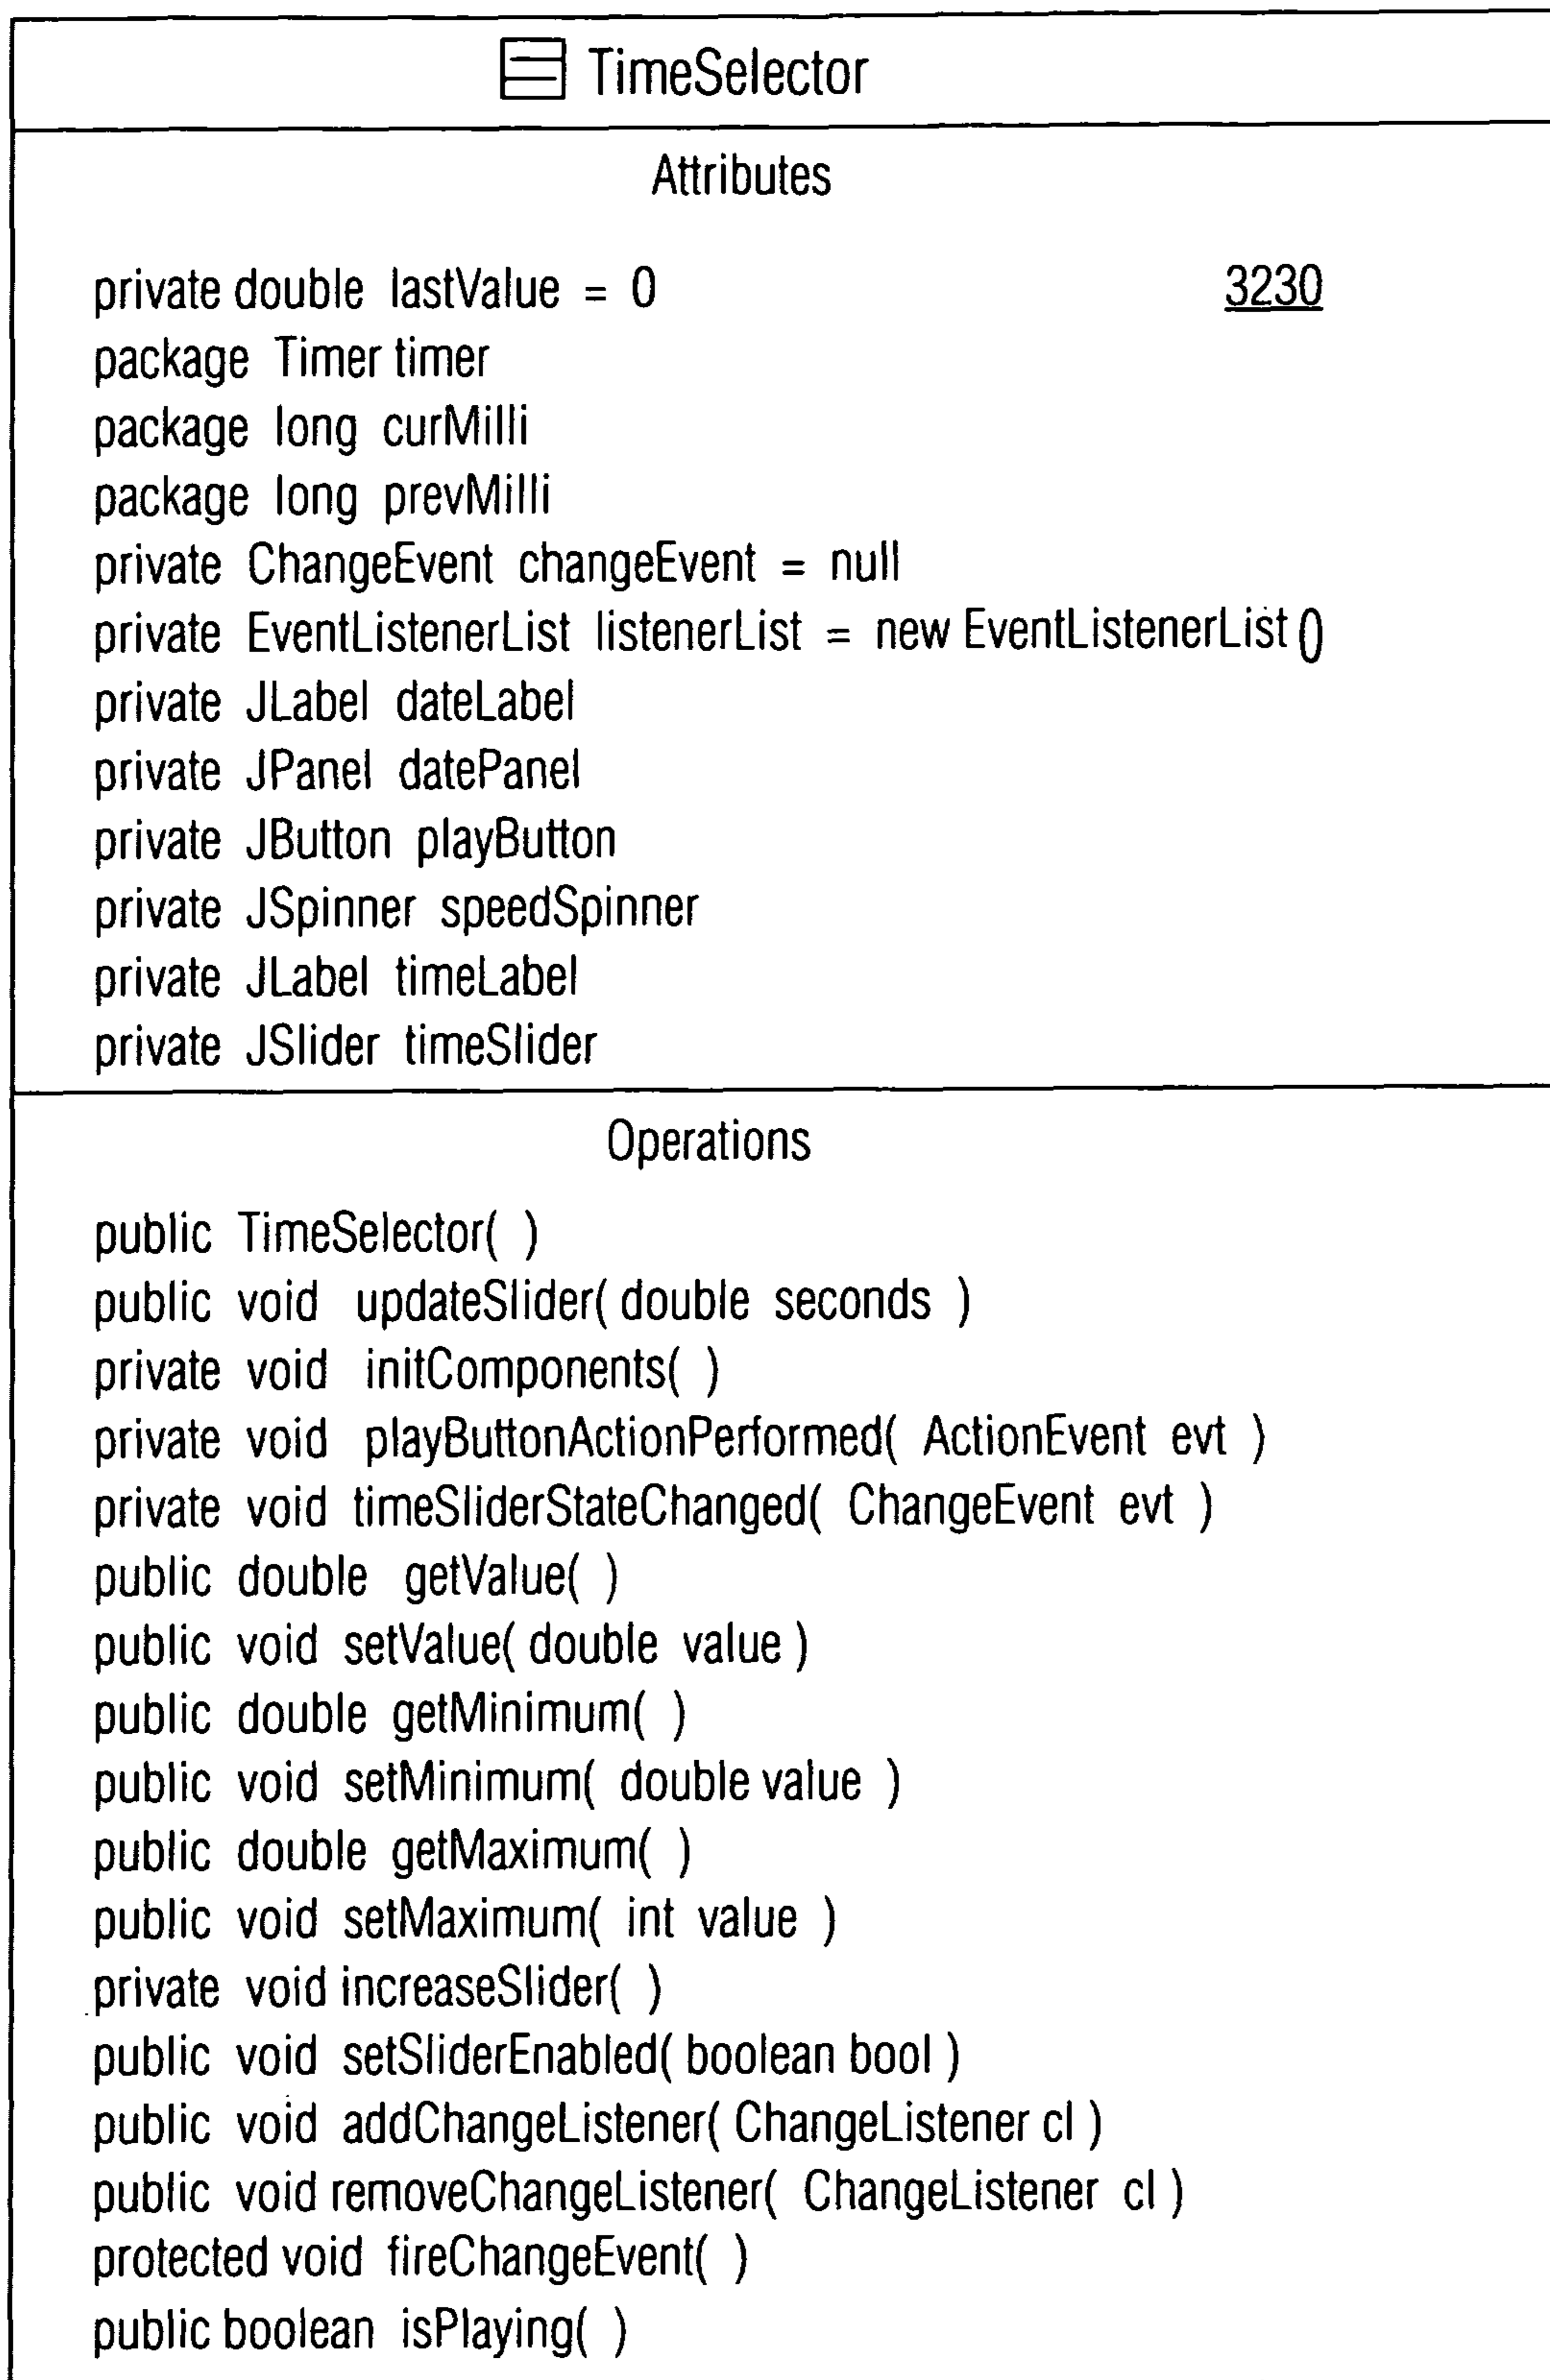 TimeSelector
Attributes
private double lastValue = 0
3230
package Timer timer
package long curMilli
package long prevMilli
private ChangeEvent changeEvent = null
private EventListenerList listenerList = new EventListenerList()
private JLabel dateLabel
private JPanel datePanel
private JButton playButton
private JSpinner speedSpinner
private JLabel timeLabel
private JSlider timeSlider
Operations
public TimeSelector( )
public void updateSlider( double seconds )
private void initComponents( )
private void playButtonActionPerformed( ActionEvent evt )
private void timeSliderStateChanged( ChangeEvent evt )
public double getValue( )
public void setValue( double value )
public double getMinimum( )
public void setMinimum( double value )
public double getMaximum( )
public void setMaximum( int value )
private void increaseSlider( )
public void setSliderEnabled( boolean bool )
public void addChangeListener( ChangeListener cl )
public void removeChangeListener( ChangeListener cl )
protected void fireChangeEvent( )
public boolean isPlaying( )